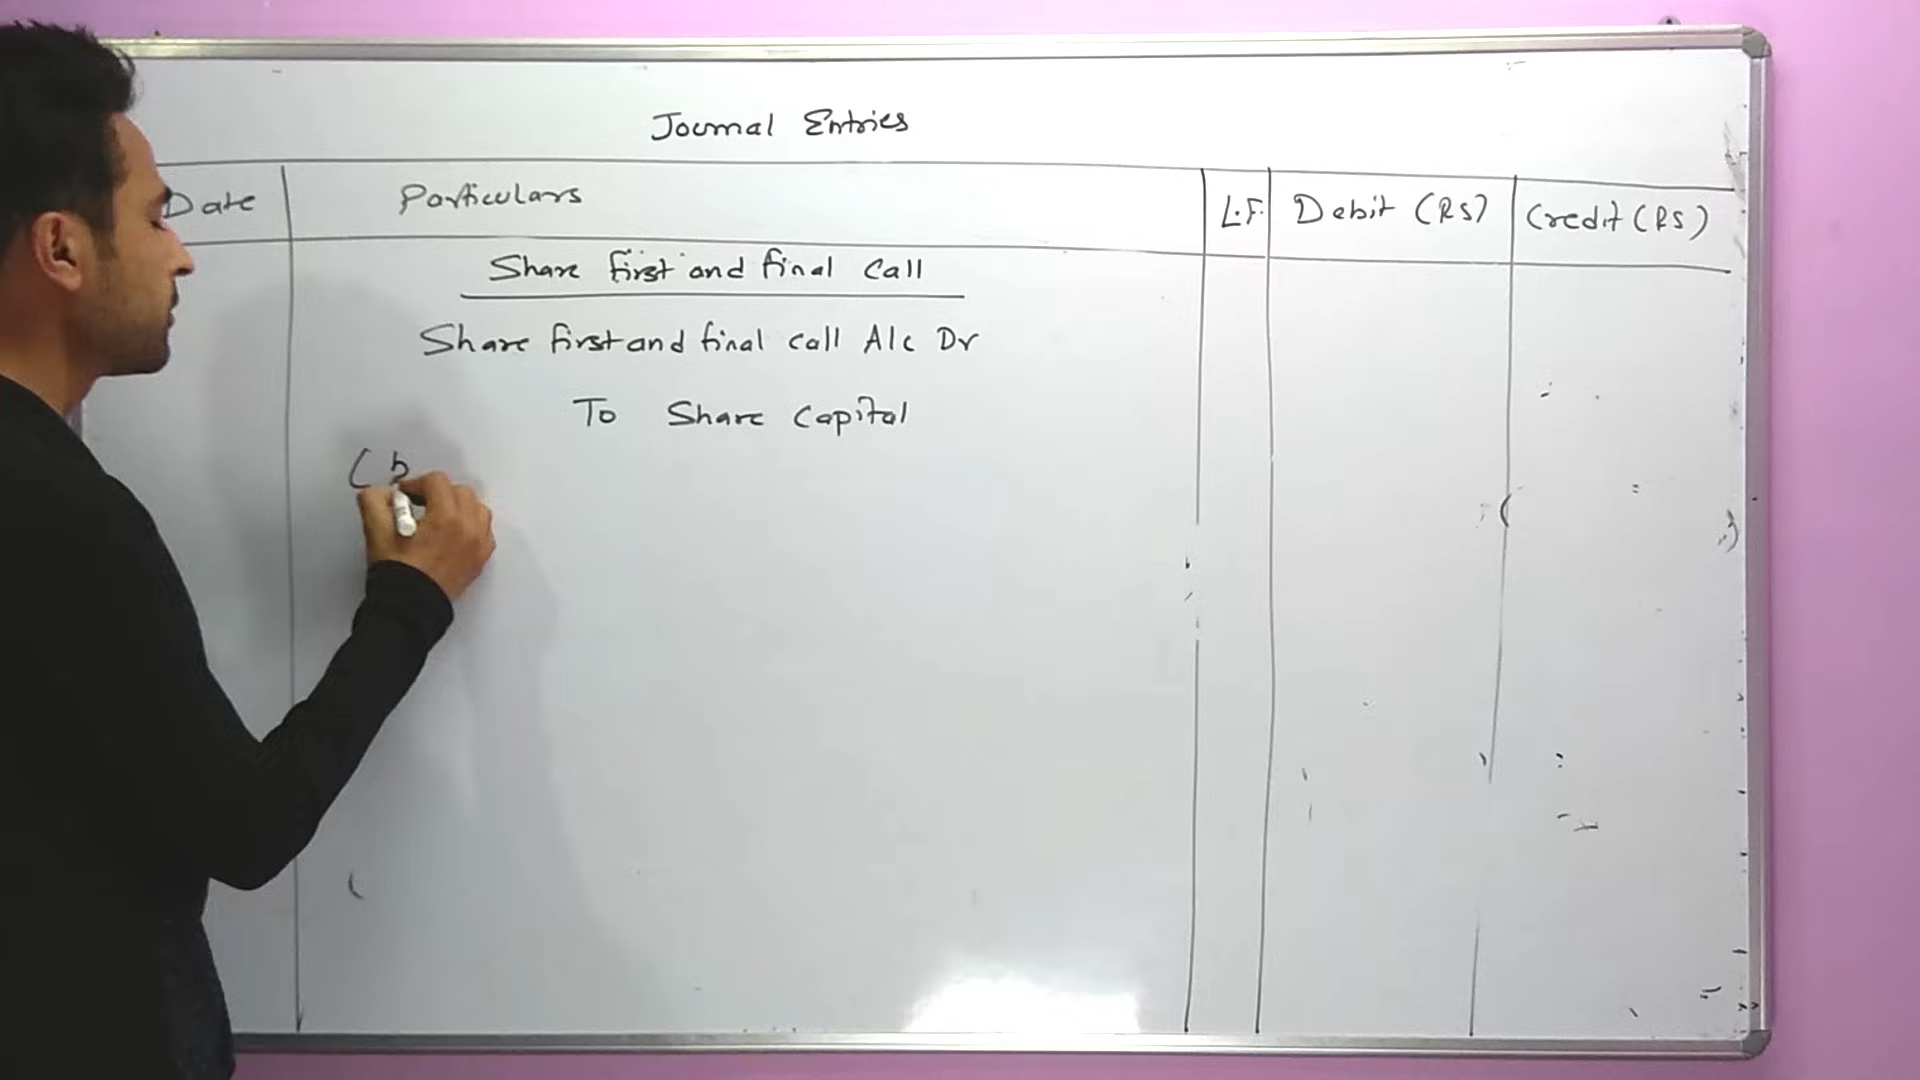 Journal Entries
Date Particulars L.F. Debit (RS) Credit (RS)
Share first and final call
Share first and final call A/c Dr
To Share Capital
( b